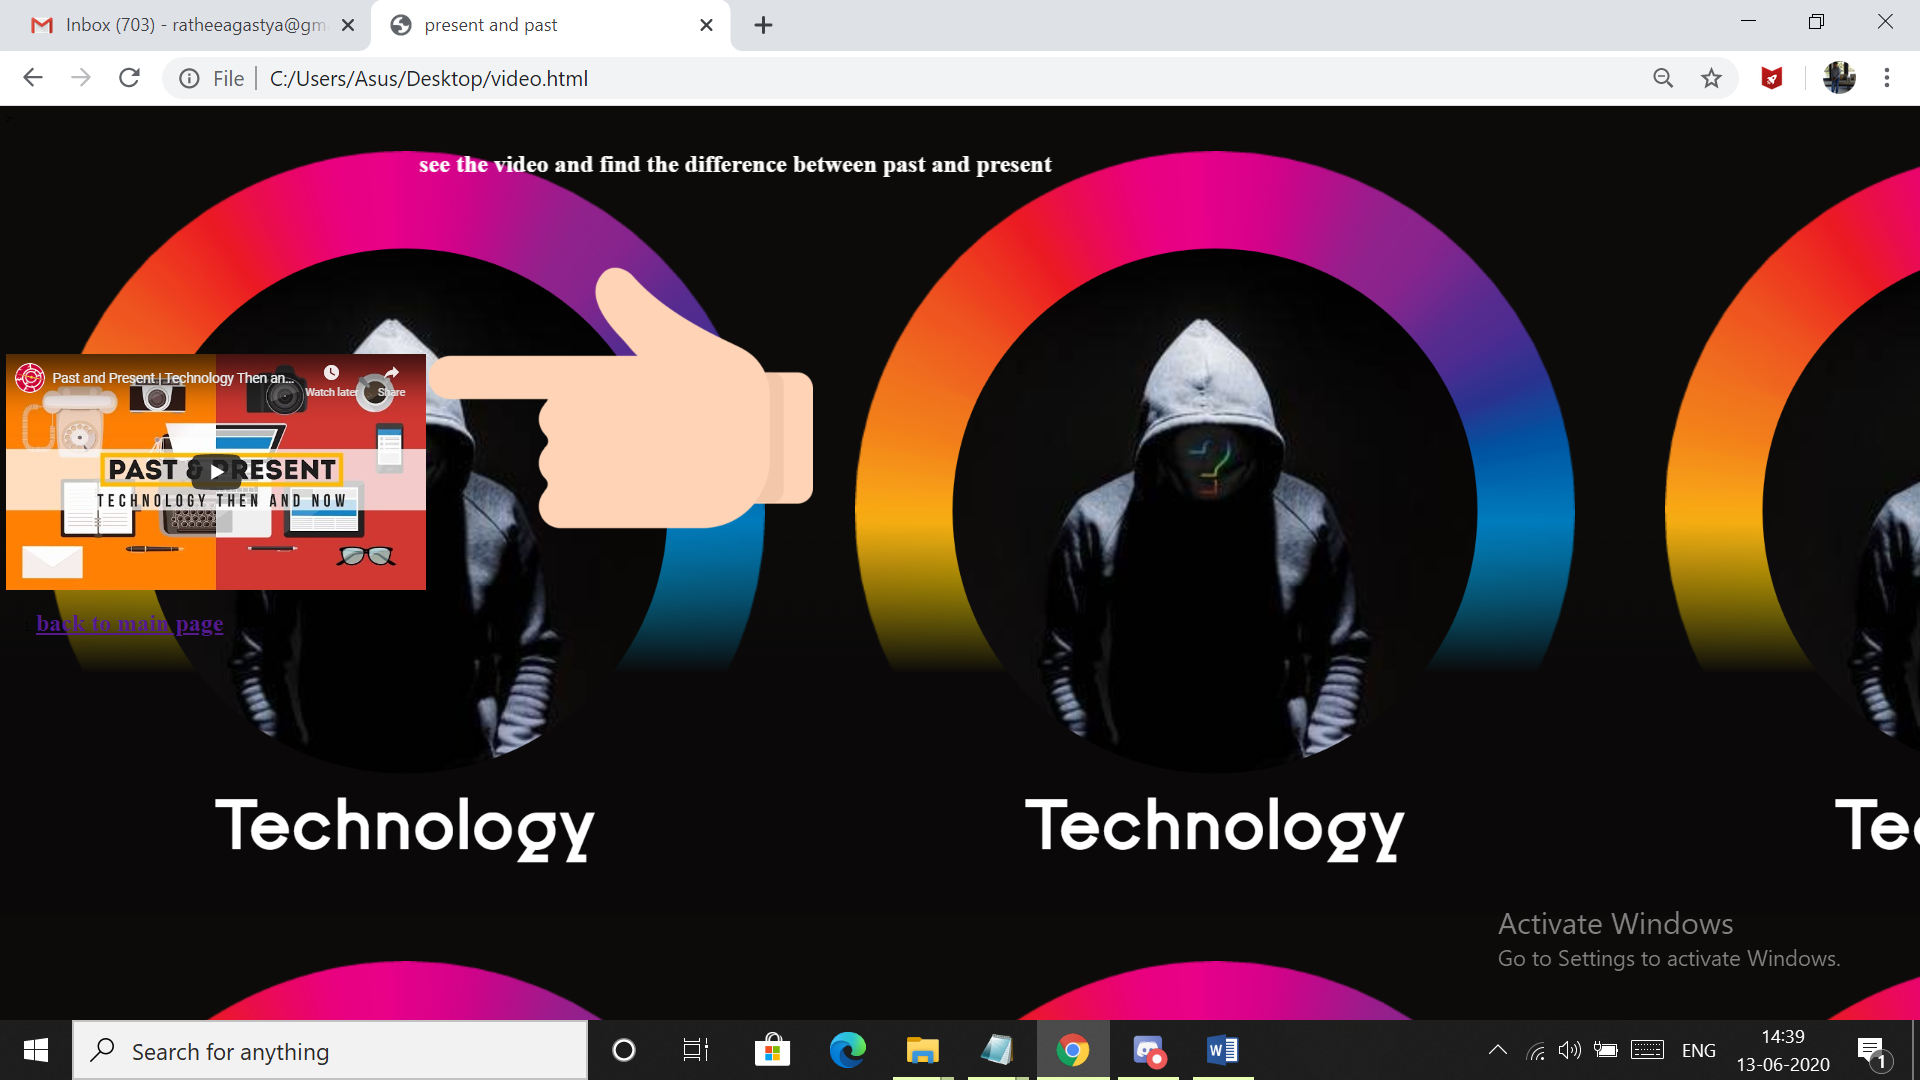 Inbox (703) - ratheeagastya@gm
present and past
File
C:/Users/Asus/Desktop/video.html
see the video and find the difference between past and present
Past and Present | Technology Then an...
Watch later
Share
PAST & PRESENT
TECHNOLOGY THEN AND NOW
back to main page
Technology
Technology
Te
Activate Windows
Go to Settings to activate Windows.
Search for anything
ENG
14:39
13-06-2020
1